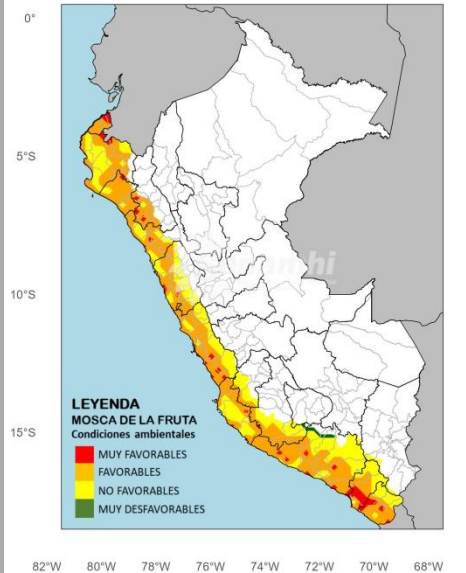 0°
5°S
10°S
15°S
senamhi
LEYENDA
MOSCA DE LA FRUTA
Condiciones ambientales
MUY FAVORABLES
FAVORABLES
NO FAVORABLES
MUY DESFAVORABLES
82°W 80°W 78°W 76°W 74°W 72°W 70°W 68°W